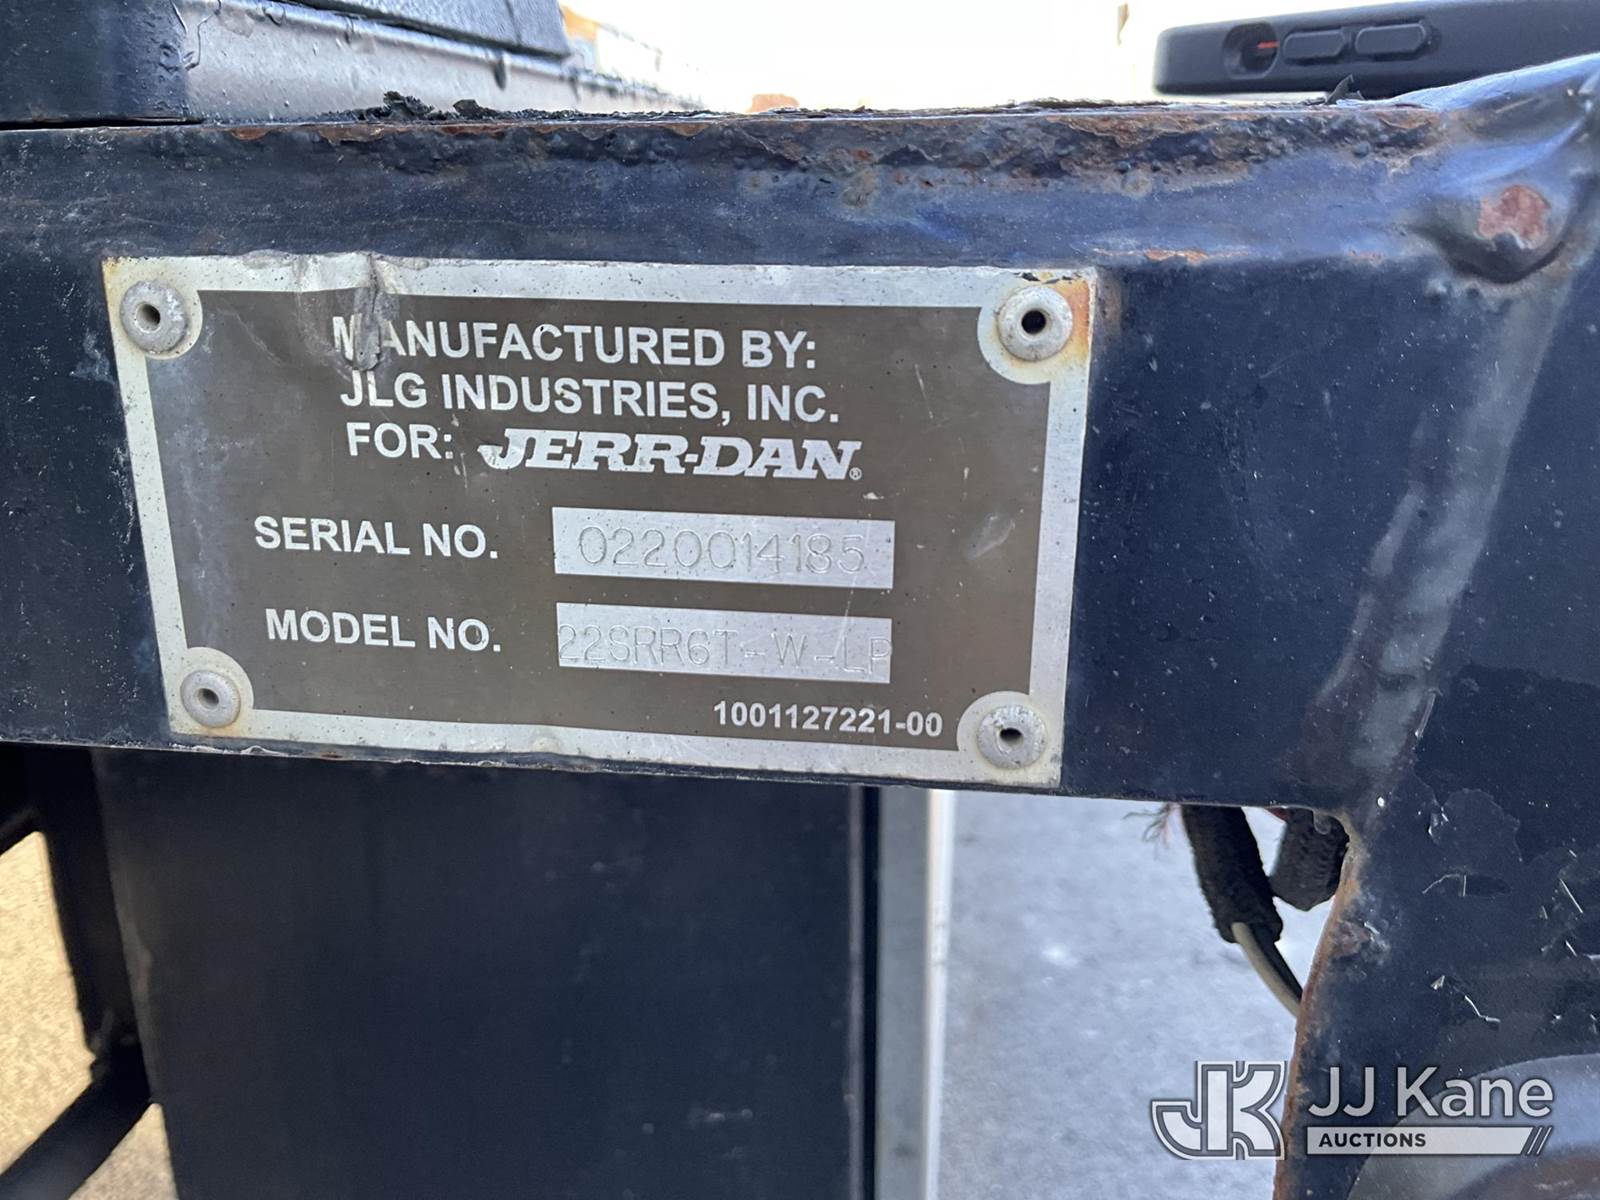 MANUFACTURED BY:
JLG INDUSTRIES, INC.
FOR: JERR-DAN®
SERIAL NO. 0220014185
MODEL NO. 22SRR6T-W-LP
1001127221-00
JK JJ Kane
AUCTIONS